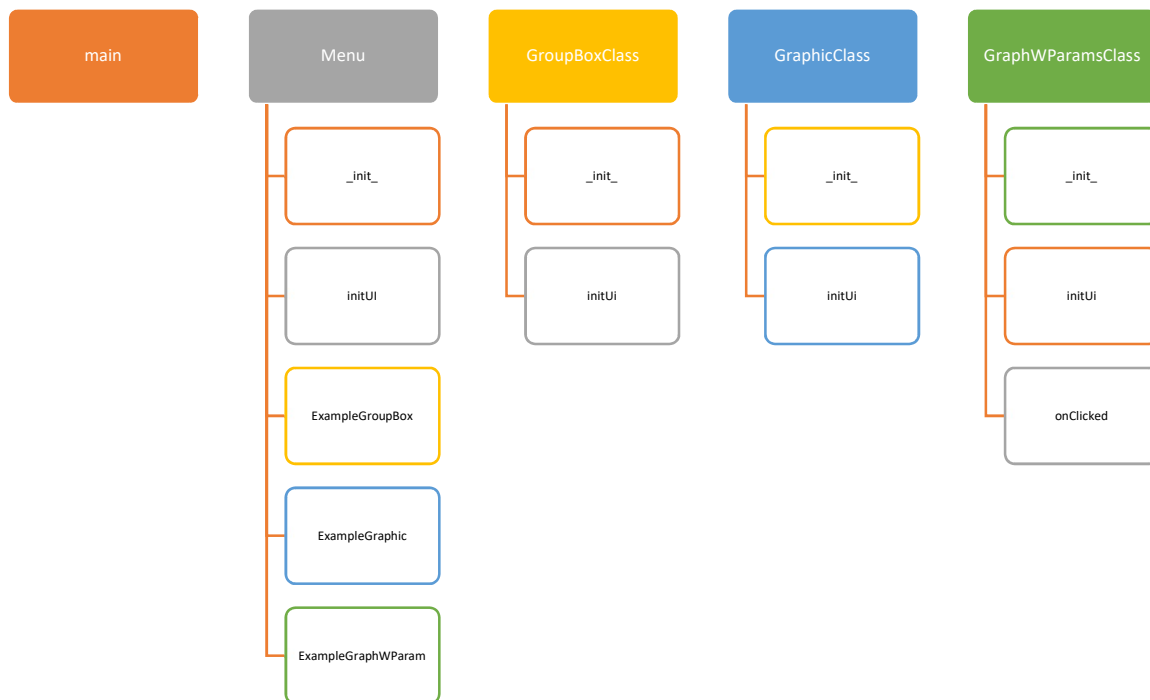 main
Menu
GroupBoxClass
GraphicClass
GraphWParamsClass
_init_
_init_
_init_
_init_
initUI
initUi
initUi
initUi
ExampleGroupBox
onClicked
ExampleGraphic
ExampleGraphWParam